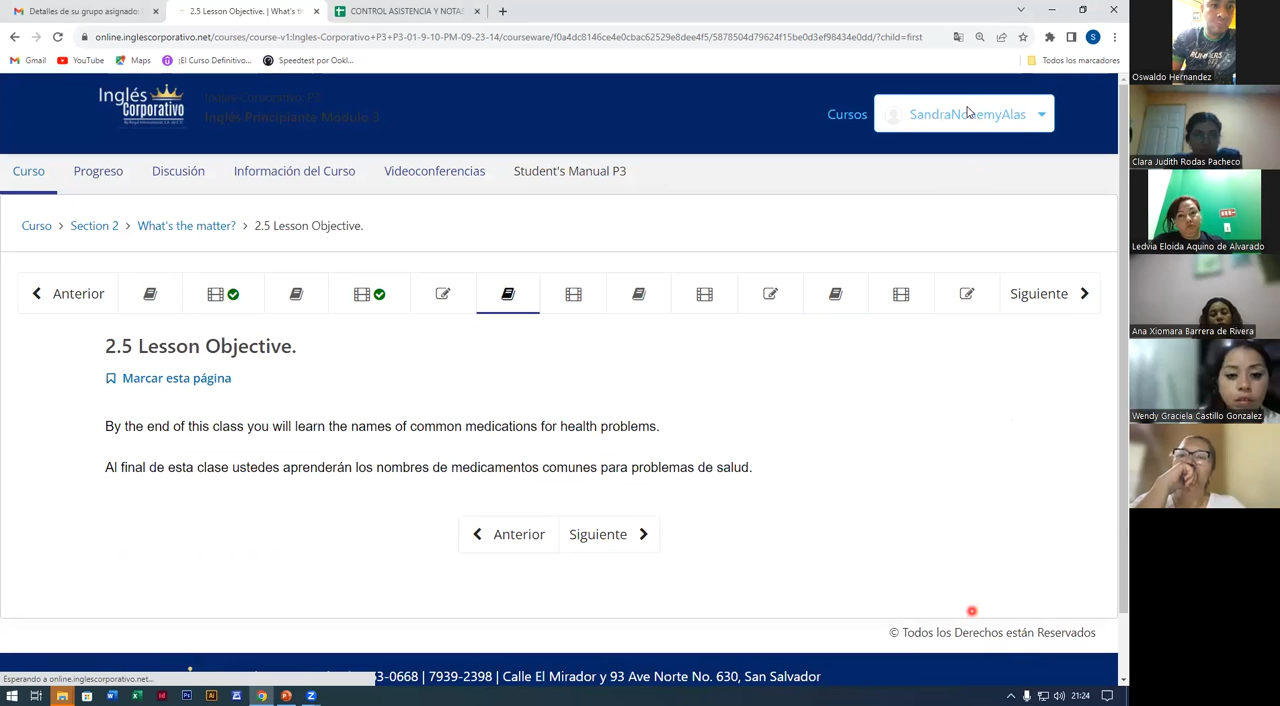 Detalles de su grupo asignado:
2.5 Lesson Objective. | What's th
CONTROL ASISTENCIA Y NOTAS
online.inglescorporativo.net/courses/course-v1:Ingles-Corporativo+P3+P3-01-9-10-PM-09-23-14/courseware/f0a4dc8146ce4e0cbac62529e8dee4f5/5878504d79624f15be0d3ef98434e0dd/?child=first
S
Gmail
YouTube
Maps
¡El Curso Definitivo...
Speedtest por Ookl...
Todos los marcadores
Inglés Corporativo
Ingles-Corporativo: P3
Inglés Principiante Module 3
Cursos
SandraNohemyAlas
Curso
Progreso
Discusión
Información del Curso
Videoconferencias
Student's Manual P3
Curso > Section 2 > What's the matter? > 2.5 Lesson Objective.
Anterior
Siguiente
2.5 Lesson Objective.
Marcar esta página
By the end of this class you will learn the names of common medications for health problems.
Al final de esta clase ustedes aprenderán los nombres de medicamentos comunes para problemas de salud.
Anterior
Siguiente
© Todos los Derechos están Reservados
Esperando a online.inglescorporativo.net...
3-0668 | 7939-2398 | Calle El Mirador y 93 Ave Norte No. 630, San Salvador
21:24
Oswaldo Hernandez
Clara Judith Rodas Pacheco
Ledvia Eloida Aquino de Alvarado
Ana Xiomara Barrera de Rivera
Wendy Graciela Castillo Gonzalez